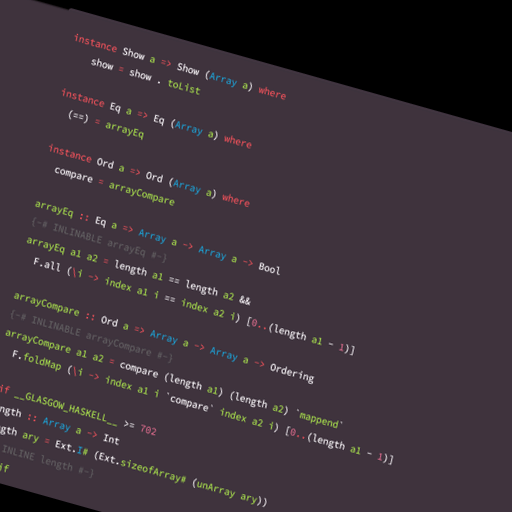 instance Show a => Show (Array a) where
show = show . toList
instance Eq a => Eq (Array a) where
(==) = arrayEq
instance Ord a => Ord (Array a) where
compare = arrayCompare
arrayEq :: Eq a => Array a -> Array a -> Bool
{-# INLINABLE arrayEq #-}
arrayEq a1 a2 = length a1 == length a2 &&
F.all (\i -> index a1 i == index a2 i) [0..(length a1 - 1)]
arrayCompare :: Ord a => Array a -> Array a -> Ordering
{-# INLINABLE arrayCompare #-}
arrayCompare a1 a2 = compare (length a1) (length a2) `mappend`
F.foldMap (\i -> index a1 i `compare` index a2 i) [0..(length a1 - 1)]
if __GLASGOW_HASKELL__ >= 702
ngth :: Array a -> Int
gth ary = Ext.I# (Ext.sizeofArray# (unArray ary))
INLINE length #-}
if